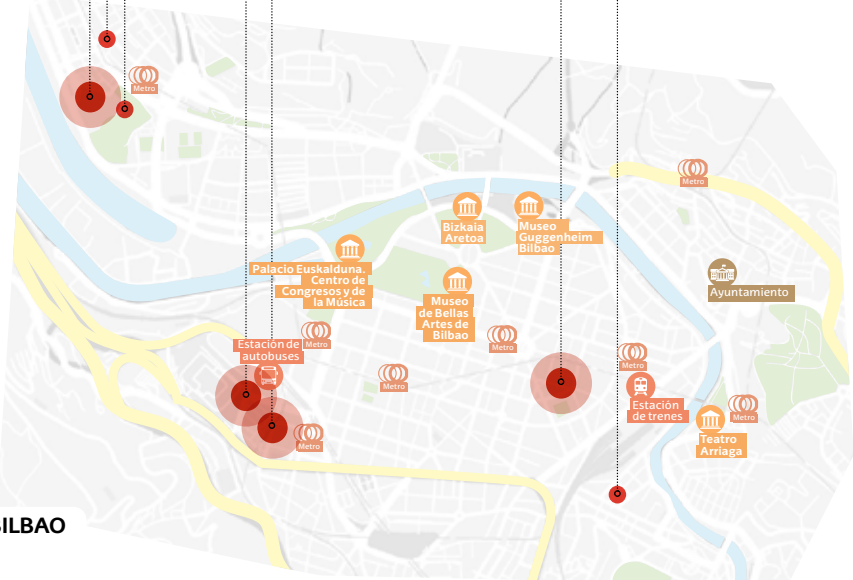 Metro
Metro
Bizkaia
Aretoa
Museo
Guggenheim
Bilbao
Palacio Euskalduna.
Centro de
Congresos y de
la Música
Ayuntamiento
Museo
de Bellas
Artes de
Bilbao
Metro
Metro
Estación de
autobuses
Metro
Metro
Estación
de trenes
Metro
Teatro
Arriaga
Metro
BILBAO